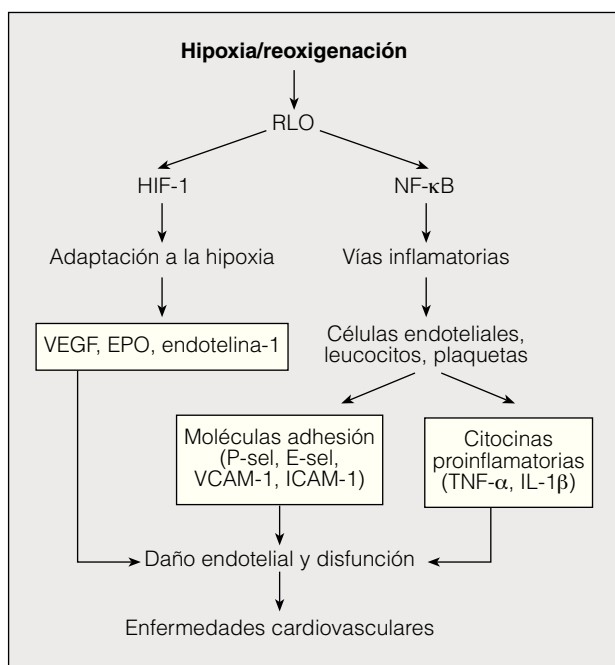 Hipoxia/reoxigenación
RLO
HIF-1
NF-κB
Adaptación a la hipoxia
Vías inflamatorias
VEGF, EPO, endotelina-1
Células endoteliales,
leucocitos, plaquetas
Moléculas adhesión
(P-sel, E-sel,
VCAM-1, ICAM-1)
Citocinas
proinflamatorias
(TNF-α, IL-1β)
Daño endotelial y disfunción
Enfermedades cardiovasculares